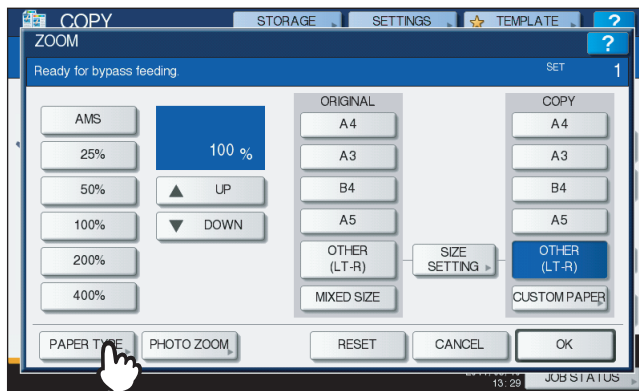 COPY
STORAGE
SETTINGS
TEMPLATE
?
ZOOM
?
Ready for bypass feeding.
SET
1
ORIGINAL
COPY
AMS
25%
50%
100%
200%
400%
100 %
UP
DOWN
A4
A3
B4
A5
OTHER
(LT-R)
MIXED SIZE
SIZE
SETTING
A4
A3
B4
A5
OTHER
(LT-R)
CUSTOM PAPER
PAPER TYPE
PHOTO ZOOM
RESET
CANCEL
OK
13:29
JOB STATUS